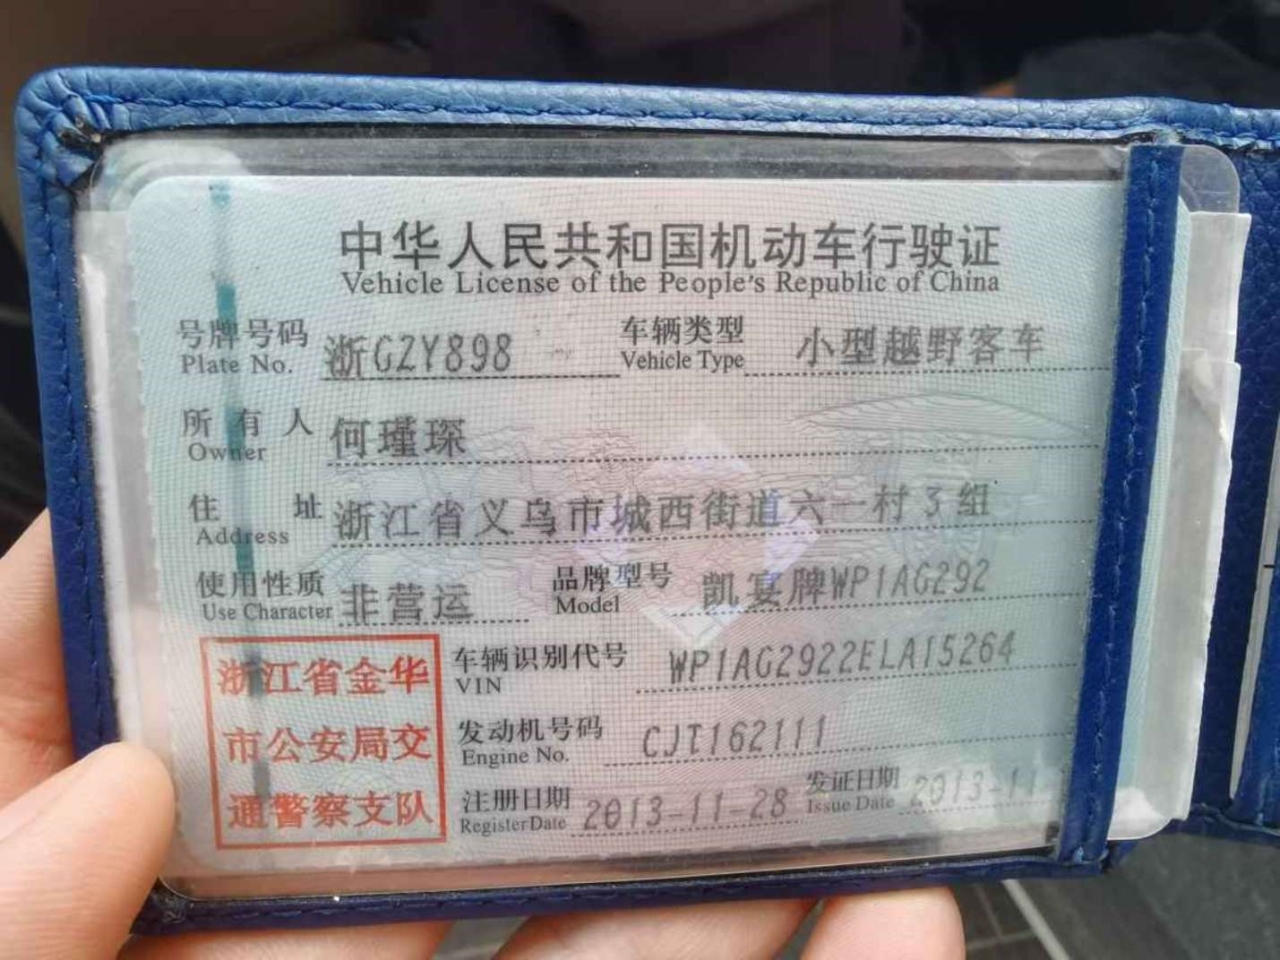 中华人民共和国机动车行驶证
Vehicle License of the People's Republic of China
号牌号码 浙GZY898 车辆类型 小型越野客车
Plate No. Vehicle Type
所有人 何瑾琛
Owner
住址 浙江省义乌市城西街道六一村3组
Address
使用性质 非营运 品牌型号 凯宴牌WP1AG292
Use Character Model
浙江省金华
市公安局交
通警察支队
车辆识别代号 WP1AG2922ELA15264
VIN
发动机号码 CJT162111
Engine No.
注册日期 2013-11-28 发证日期 2013-11
Register Date Issue Date